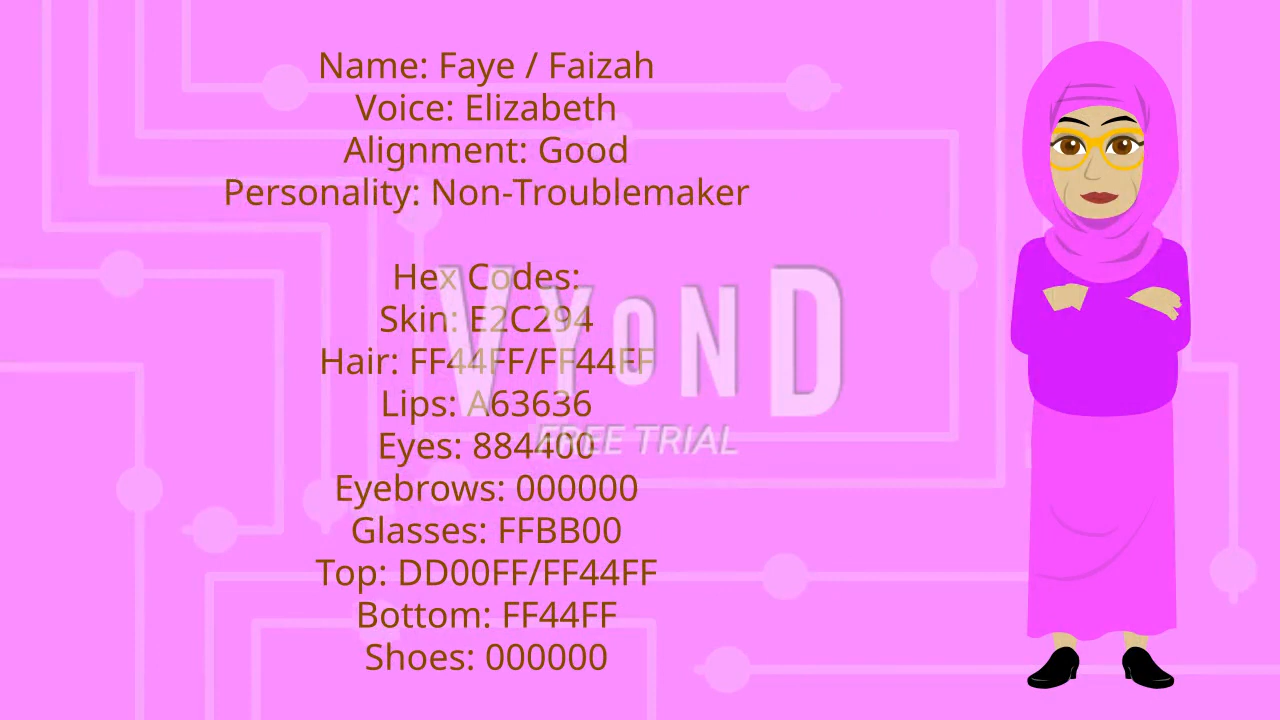 Name: Faye / Faizah
Voice: Elizabeth
Alignment: Good
Personality: Non-Troublemaker
Hex Codes:
Skin: E2C294
Hair: FF44FF/FF44FF
Lips: A63636
Eyes: 884400
Eyebrows: 000000
Glasses: FFBB00
Top: DD00FF/FF44FF
Bottom: FF44FF
Shoes: 000000
VYOND
FREE TRIAL